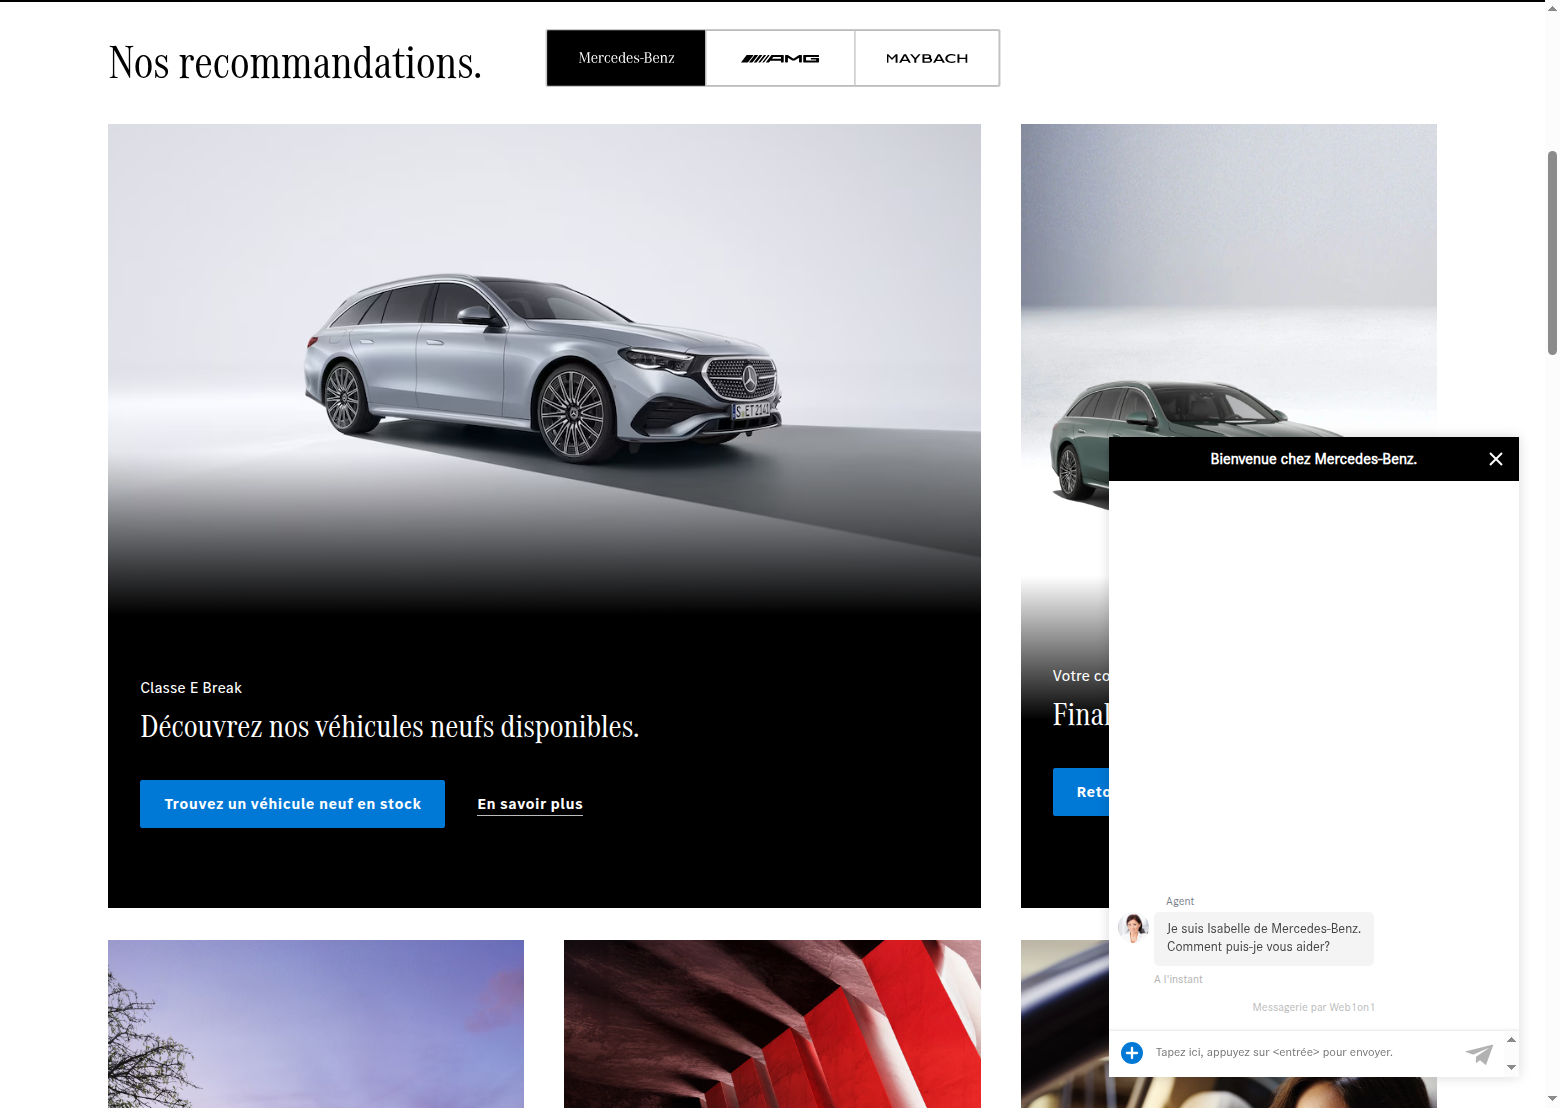 Nos recommandations.
Mercedes-Benz
AMG
MAYBACH
S ET 2141
Classe E Break
Découvrez nos véhicules neufs disponibles.
Trouvez un véhicule neuf en stock
En savoir plus
Votre co
Final
Reto
Bienvenue chez Mercedes-Benz.
Agent
Je suis Isabelle de Mercedes-Benz.
Comment puis-je vous aider?
A l'instant
Messagerie par Web1on1
Tapez ici, appuyez sur <entrée> pour envoyer.